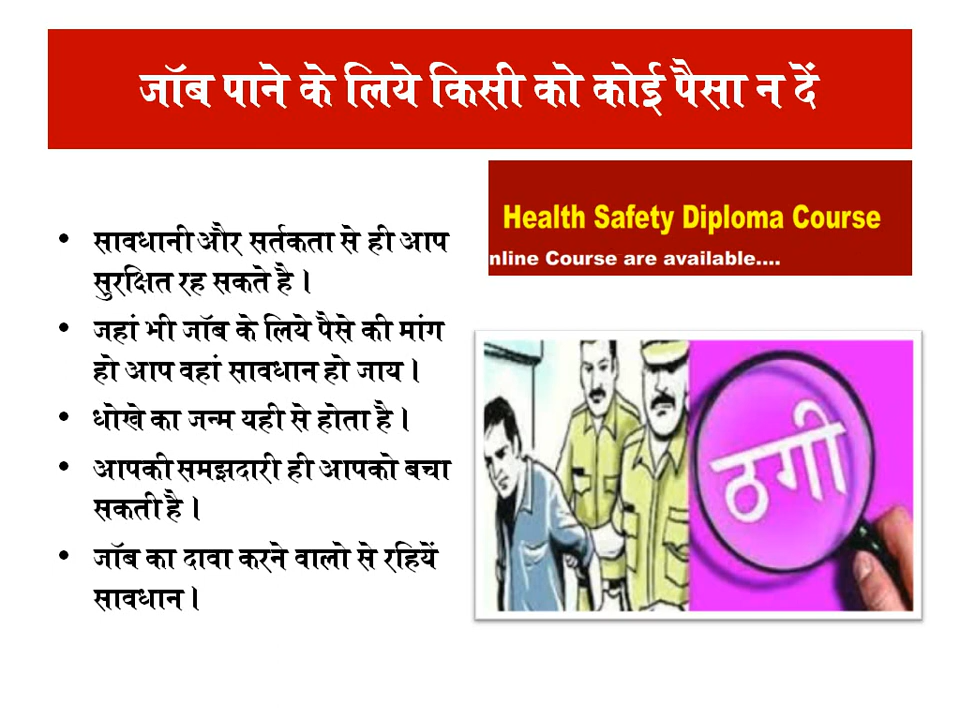 जॉब पाने के लिये किसी को कोई पैसा न दें
Health Safety Diploma Course
nline Course are available....
• सावधानी और सर्तकता से ही आप
सुरक्षित रह सकते है ।
• जहां भी जॉब के लिये पैसे की मांग
हो आप वहां सावधान हो जाय ।
• धोखे का जन्म यही से होता है ।
• आपकी समझदारी ही आपको बचा
सकती है ।
• जॉब का दावा करने वालो से रहियें
सावधान ।
ठगी